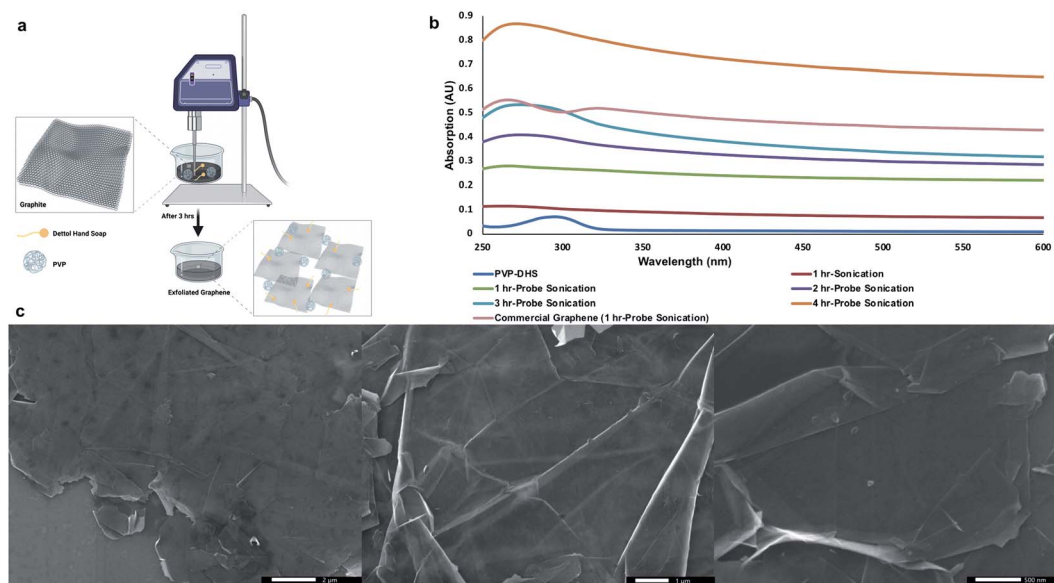 a
Graphite
Dettol Hand Soap
PVP
After 3 hrs
Exfoliated Graphene
b
Absorption (AU)
0.9
0.8
0.7
0.6
0.5
0.4
0.3
0.2
0.1
0
250 300 350 400 450 500 550 600
Wavelength (nm)
PVP-DHS
1 hr-Sonication
1 hr-Probe Sonication
2 hr-Probe Sonication
3 hr-Probe Sonication
4 hr-Probe Sonication
Commercial Graphene (1 hr-Probe Sonication)
c
2 µm
1 µm
500 nm